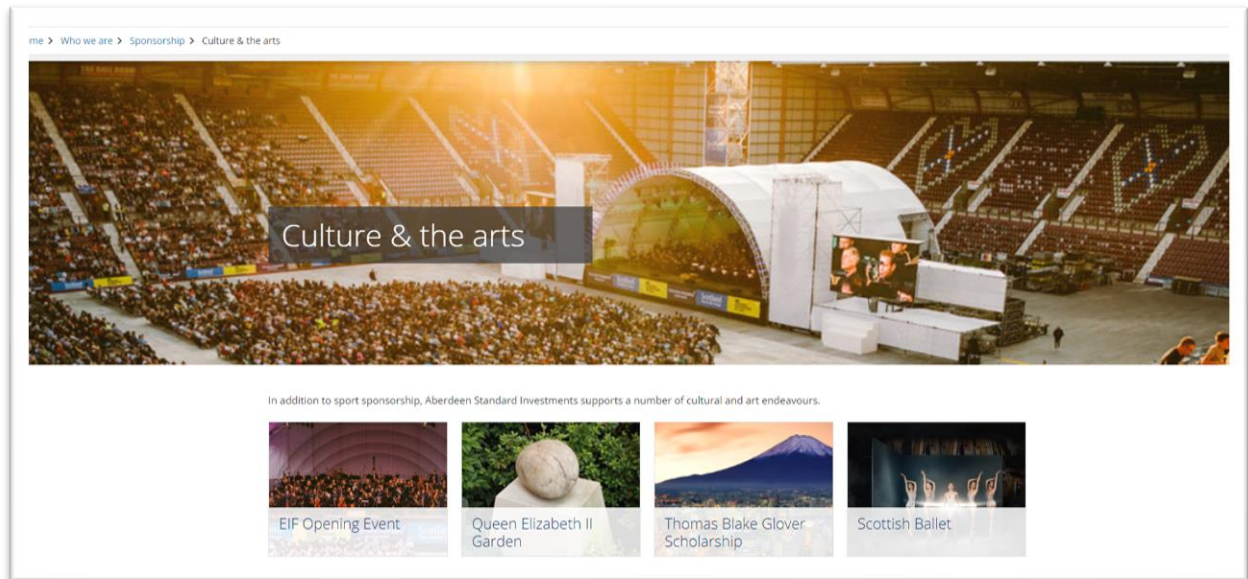 me > Who we are > Sponsorship > Culture & the arts
Culture & the arts
In addition to sport sponsorship, Aberdeen Standard Investments supports a number of cultural and art endeavours.
EIF Opening Event
Queen Elizabeth II
Garden
Thomas Blake Glover
Scholarship
Scottish Ballet